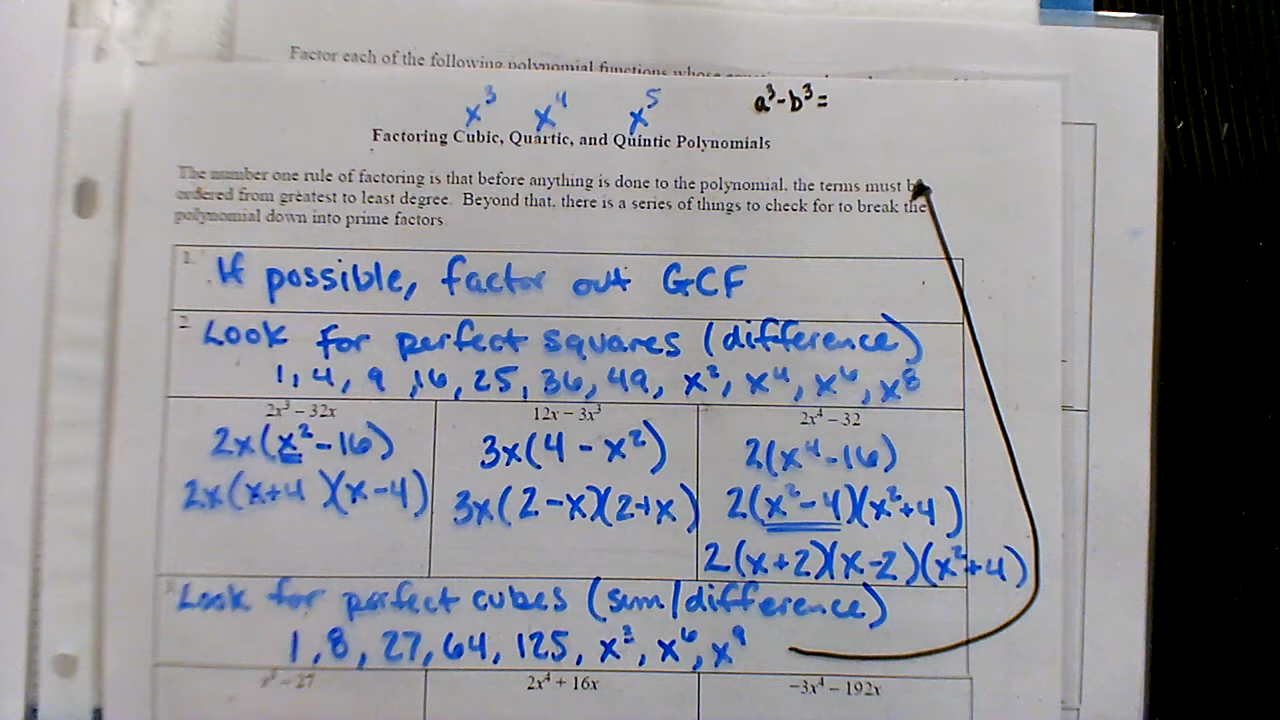 Factor each of the following polynomial functions whose
x³ x⁴ x⁵ a³-b³=
Factoring Cubic, Quartic, and Quintic Polynomials
The number one rule of factoring is that before anything is done to the polynomial, the terms must be
ordered from greatest to least degree. Beyond that, there is a series of things to check for to break the
polynomial down into prime factors
1. If possible, factor out GCF
2. Look for perfect squares (difference)
1, 4, 9, 16, 25, 36, 49, x², x⁴, x⁶, x⁸
2x³ – 32x
2x(x²-16)
2x(x+4)(x-4)
12x – 3x³
3x(4-x²)
3x(2-x)(2+x)
2x⁴ – 32
2(x⁴-16)
2(x²-4)(x²+4)
2(x+2)(x-2)(x²+4)
3. Look for perfect cubes (sum/difference)
1, 8, 27, 64, 125, x³, x⁶, x⁹
x³ – 27
2x⁴ + 16x
–3x⁴ – 192x